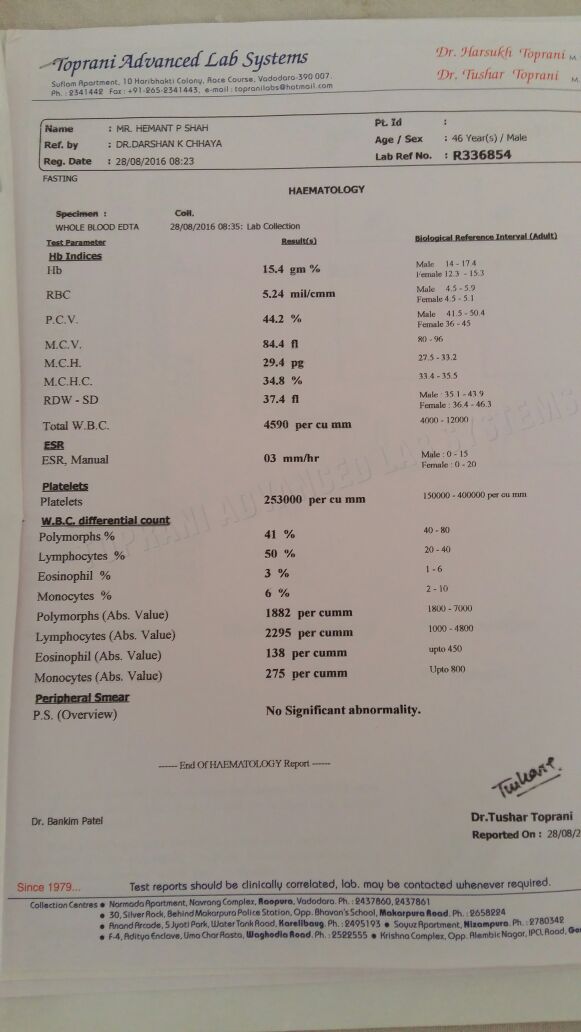 Toprani Advanced Lab Systems
Dr. Harsukh Toprani M.
Suflam Apartment, 10 Haribhakti Colony, Race Course, Vadodara-390 007.
Dr. Tushar Toprani M.
Ph. : 2341442 Fax : +91-265-2341443, e-mail : topranilabs@hotmail.com
Name : MR. HEMANT P SHAH Pt. Id :
Ref. by : DR.DARSHAN K CHHAYA Age / Sex : 46 Year(s) / Male
Reg. Date : 28/08/2016 08:23 Lab Ref No. : R336854
FASTING
HAEMATOLOGY
Specimen : Coll.
WHOLE BLOOD EDTA 28/08/2016 08:35: Lab Collection
Test Parameter Result(s) Biological Reference Interval (Adult)
Hb Indices
Hb 15.4 gm % Male 14 - 17.4
Female 12.3 - 15.3
RBC 5.24 mil/cmm Male 4.5 - 5.9
Female 4.5 - 5.1
P.C.V. 44.2 % Male 41.5 - 50.4
Female 36 - 45
M.C.V. 84.4 fl 80 - 96
M.C.H. 29.4 pg 27.5 - 33.2
M.C.H.C. 34.8 % 33.4 - 35.5
RDW - SD 37.4 fl Male : 35.1 - 43.9
Female : 36.4 - 46.3
Total W.B.C. 4590 per cu mm 4000 - 12000
ESR
ESR, Manual 03 mm/hr Male : 0 - 15
Female : 0 - 20
Platelets
Platelets 253000 per cu mm 150000 - 400000 per cu mm
W.B.C. differential count
Polymorphs % 41 % 40 - 80
Lymphocytes % 50 % 20 - 40
Eosinophil % 3 % 1 - 6
Monocytes % 6 % 2 - 10
Polymorphs (Abs. Value) 1882 per cumm 1800 - 7000
Lymphocytes (Abs. Value) 2295 per cumm 1000 - 4800
Eosinophil (Abs. Value) 138 per cumm upto 450
Monocytes (Abs. Value) 275 per cumm Upto 800
Peripheral Smear
P.S. (Overview) No Significant abnormality.
------ End Of HAEMATOLOGY Report ------
Dr. Bankim Patel Dr.Tushar Toprani
Reported On : 28/08/2
Since 1979... Test reports should be clinically correlated, lab. may be contacted whenever required.
Collection Centres • Narmada Apartment, Navrang Complex, Raopura, Vadodara. Ph. : 2437860, 2437861
• 30, Silver Rock, Behind Makarpura Police Station, Opp. Bhavan's School, Makarpura Road. Ph. : 2658224
• Anand Arcade, 5 Jyoti Park, Water Tank Road, Karelibaug. Ph. : 2495193 • Sayuz Apartment, Nizampura. Ph. : 2780342
• F-4, Aditya Enclave, Uma Char Rasta, Waghodia Road. Ph. : 2522555 • Krishna Complex, Opp. Alembic Nagar, IPCL Road, Go